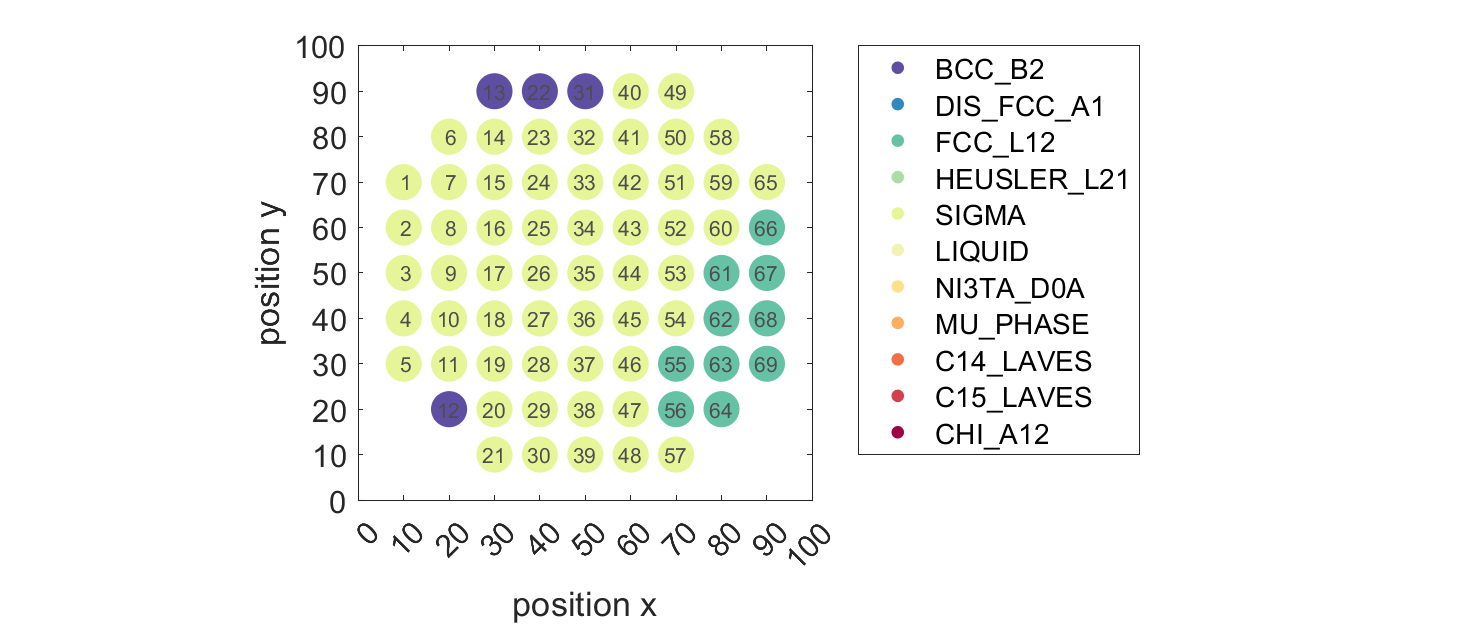 100
90
80
70
60
50
40
30
20
10
0
position y
13 22 31 40 49
6 14 23 32 41 50 58
1 7 15 24 33 42 51 59 65
2 8 16 25 34 43 52 60 66
3 9 17 26 35 44 53 61 67
4 10 18 27 36 45 54 62 68
5 11 19 28 37 46 55 63 69
12 20 29 38 47 56 64
21 30 39 48 57
0 10 20 30 40 50 60 70 80 90 100
position x
BCC_B2
DIS_FCC_A1
FCC_L12
HEUSLER_L21
SIGMA
LIQUID
NI3TA_D0A
MU_PHASE
C14_LAVES
C15_LAVES
CHI_A12